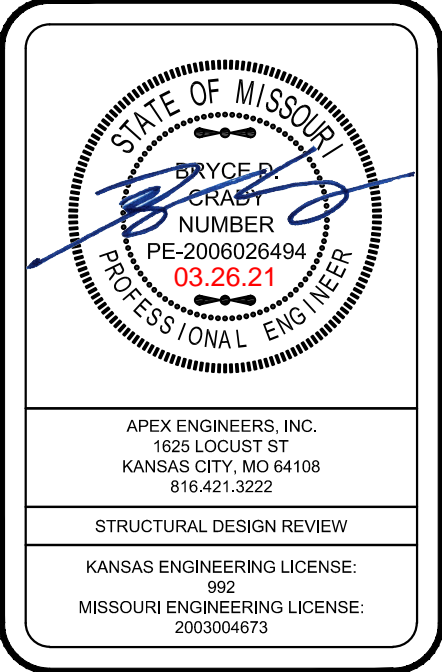 STATE OF MISSOURI
BRYCE D.
CRADY
NUMBER
PE-2006026494
03.26.21
PROFESSIONAL ENGINEER
APEX ENGINEERS, INC.
1625 LOCUST ST
KANSAS CITY, MO 64108
816.421.3222
STRUCTURAL DESIGN REVIEW
KANSAS ENGINEERING LICENSE:
992
MISSOURI ENGINEERING LICENSE:
2003004673